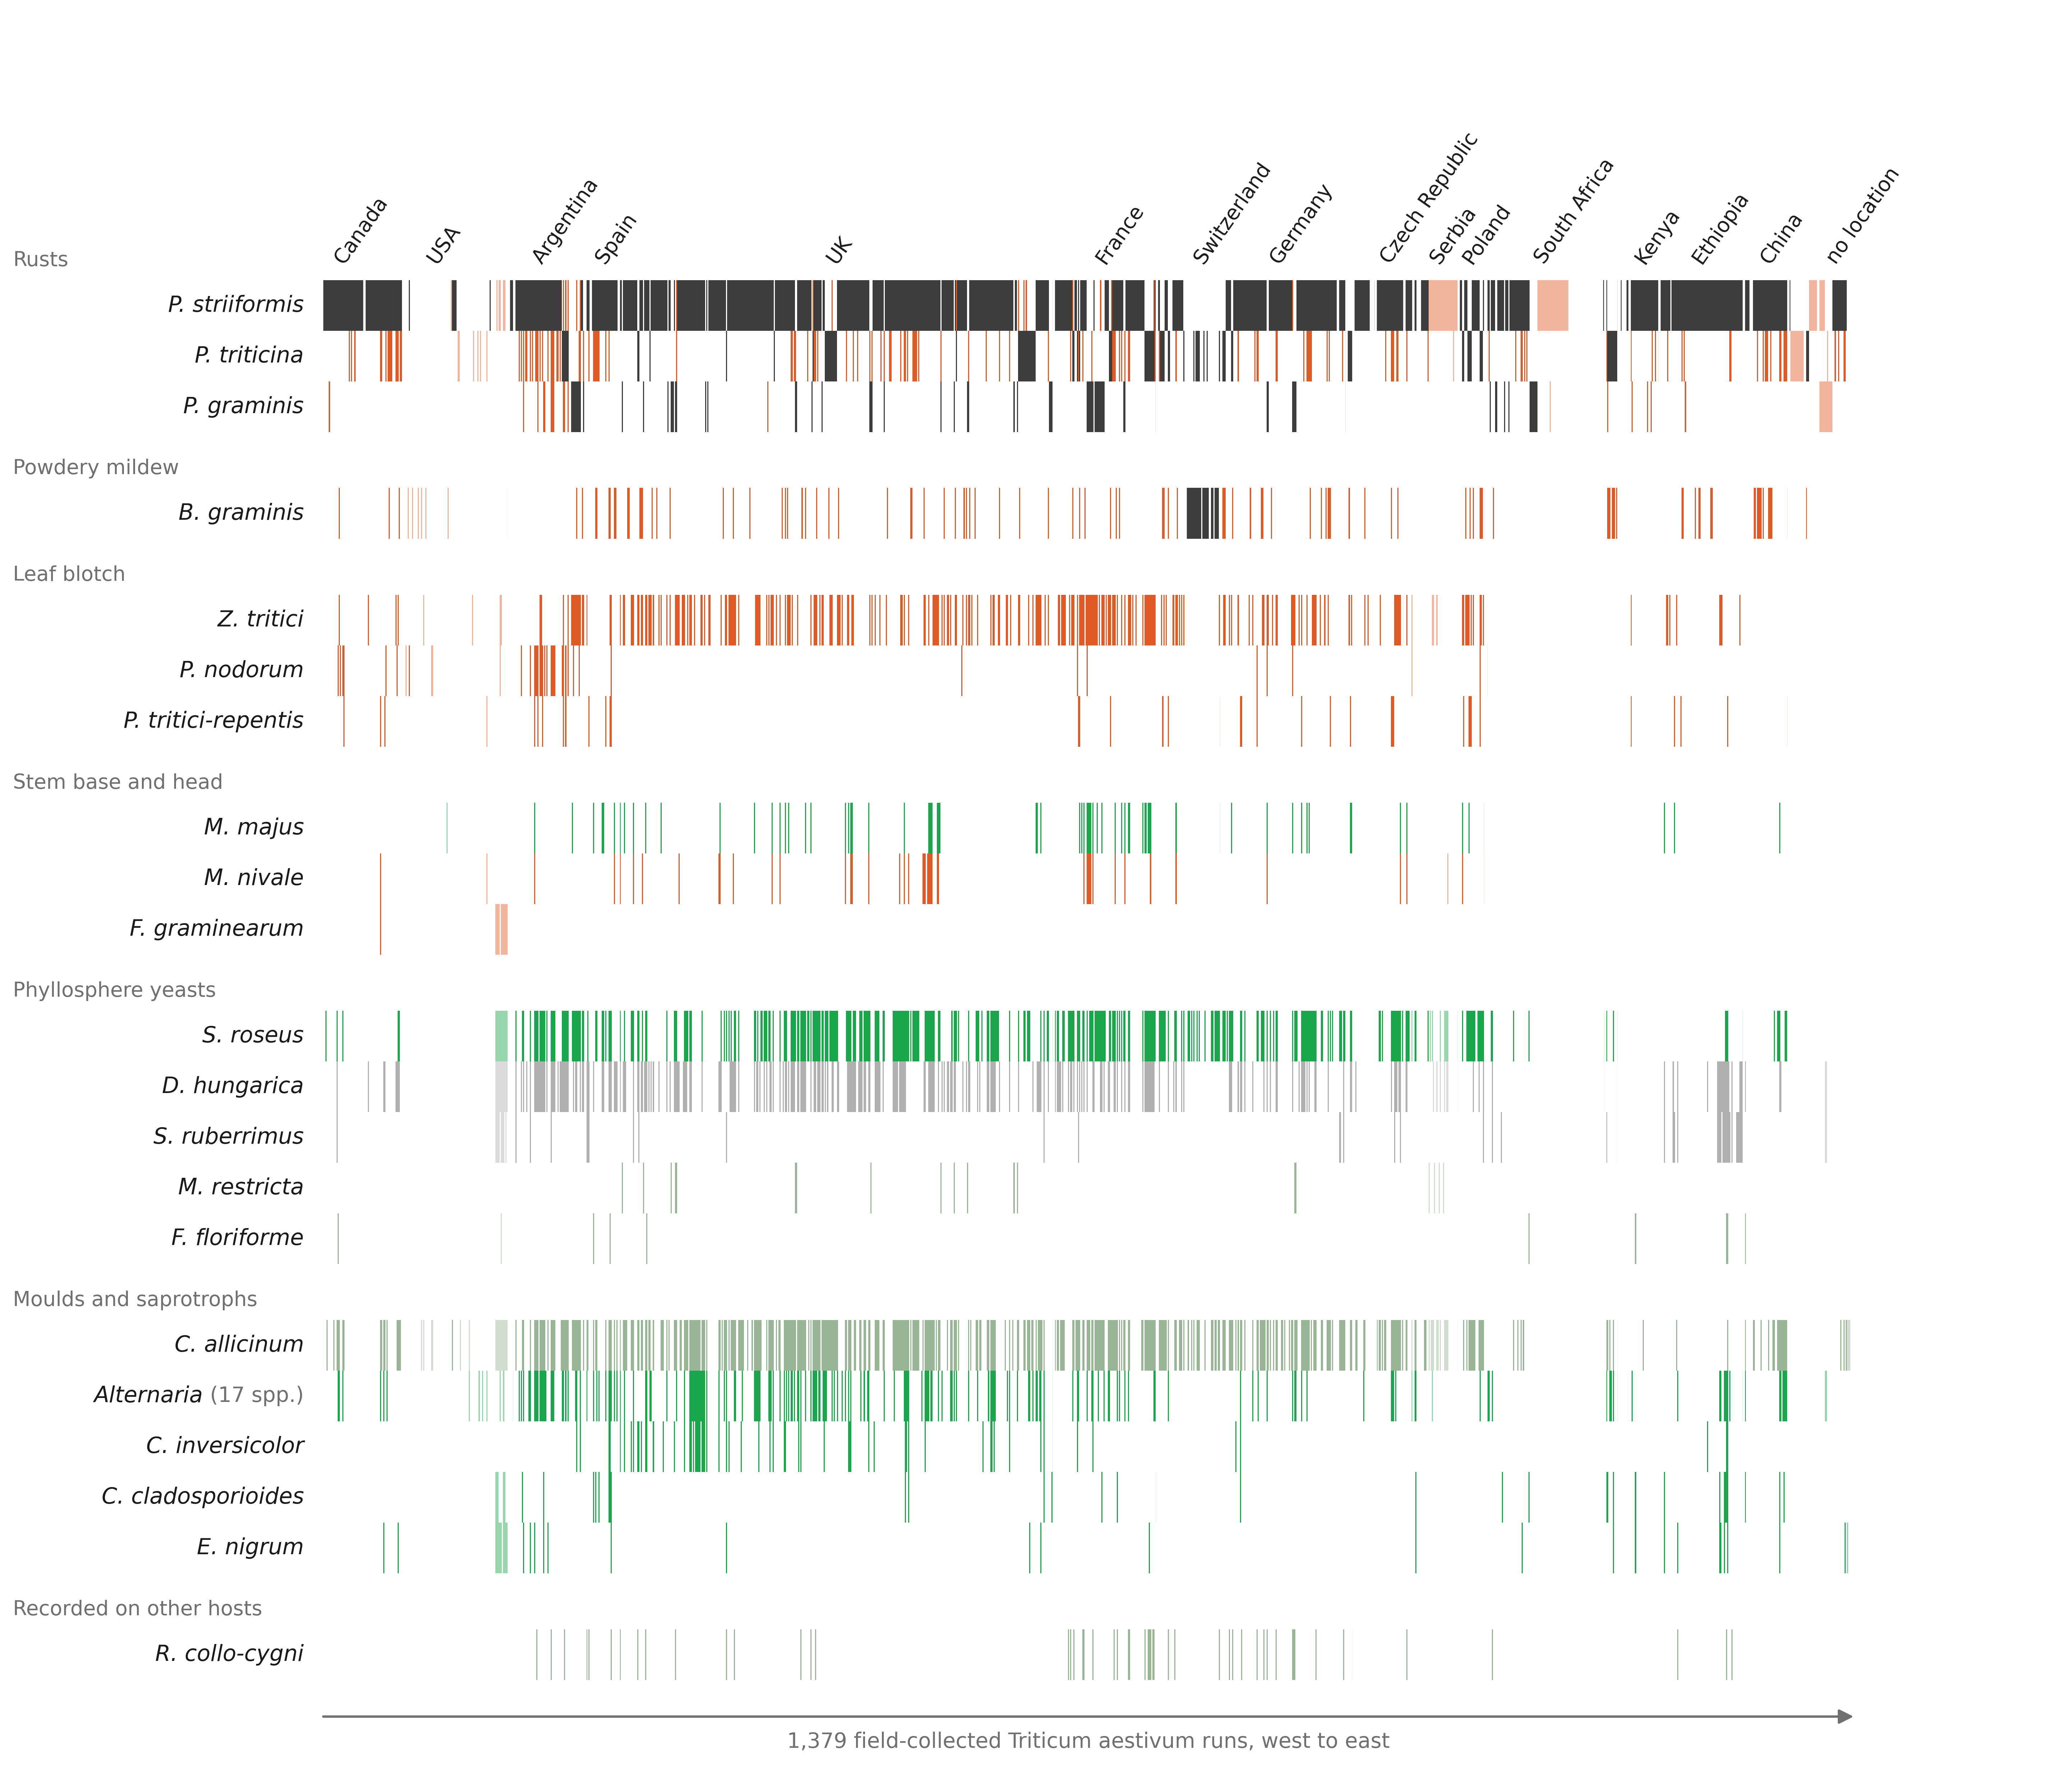 Canada
USA
Argentina
Spain
UK
France
Switzerland
Germany
Czech Republic
Serbia
Poland
South Africa
Kenya
Ethiopia
China
no location
Rusts
P. striiformis
P. triticina
P. graminis
Powdery mildew
B. graminis
Leaf blotch
Z. tritici
P. nodorum
P. tritici-repentis
Stem base and head
M. majus
M. nivale
F. graminearum
Phyllosphere yeasts
S. roseus
D. hungarica
S. ruberrimus
M. restricta
F. floriforme
Moulds and saprotrophs
C. allicinum
Alternaria (17 spp.)
C. inversicolor
C. cladosporioides
E. nigrum
Recorded on other hosts
R. collo-cygni
1,379 field-collected Triticum aestivum runs, west to east